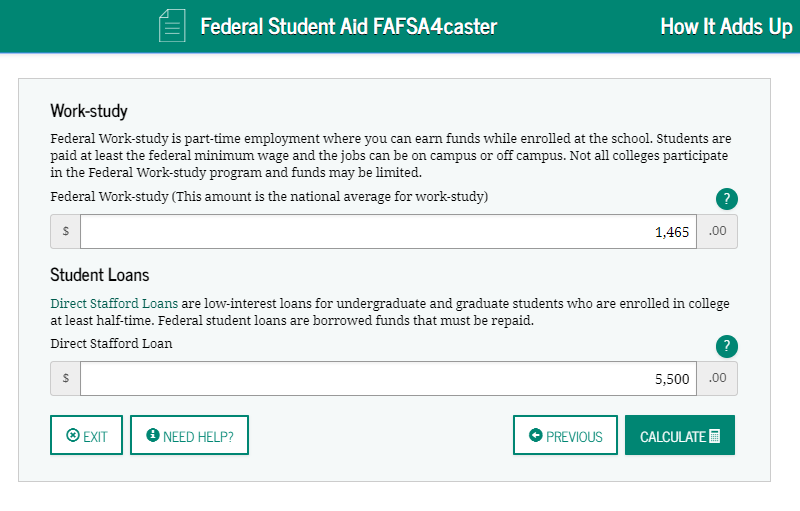 Federal Student Aid FAFSA4caster
How It Adds Up
Work-study
Federal Work-study is part-time employment where you can earn funds while enrolled at the school. Students are
paid at least the federal minimum wage and the jobs can be on campus or off campus. Not all colleges participate
in the Federal Work-study program and funds may be limited.
Federal Work-study (This amount is the national average for work-study)
?
$ 1,465 .00
Student Loans
Direct Stafford Loans are low-interest loans for undergraduate and graduate students who are enrolled in college
at least half-time. Federal student loans are borrowed funds that must be repaid.
Direct Stafford Loan
?
$ 5,500 .00
EXIT
NEED HELP?
PREVIOUS
CALCULATE